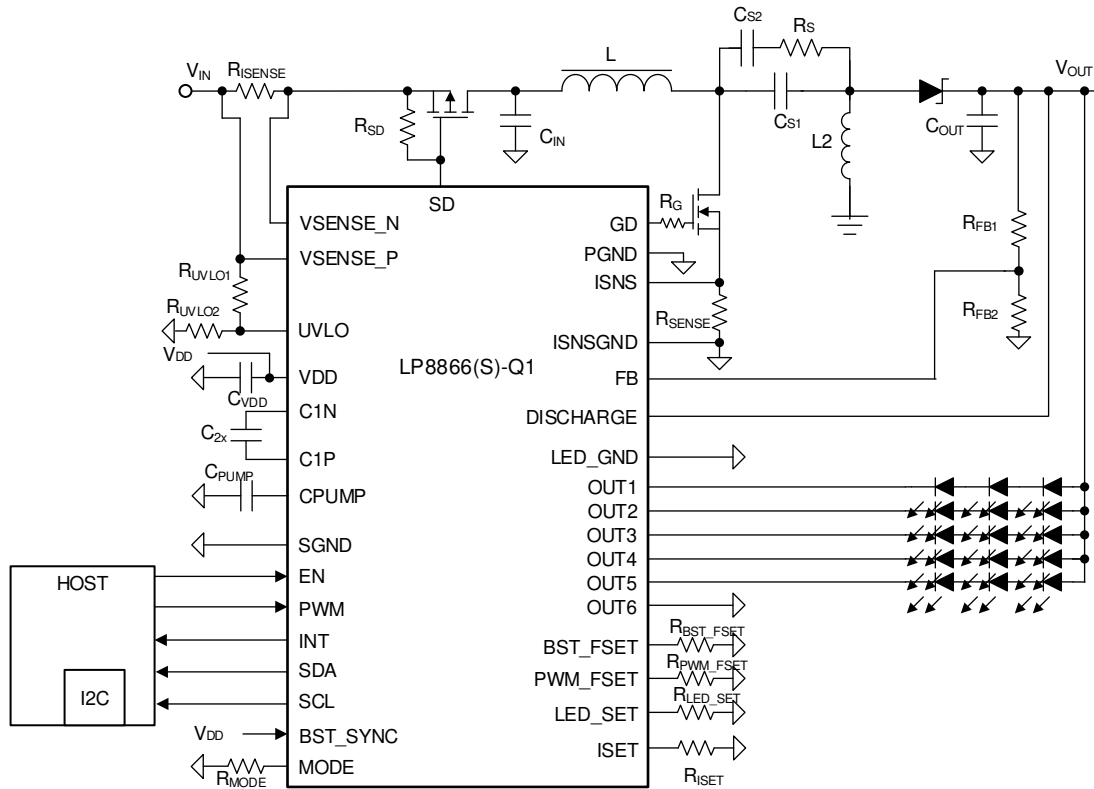 CS2
RS
L
VIN
RISENSE
VOUT
RSD
CIN
CS1
L2
COUT
SD
RG
VSENSE_N
GD
RFB1
VSENSE_P
PGND
RUVLO1
ISNS
RUVLO2
RSENSE
RFB2
UVLO
ISNSGND
VDD
LP8866(S)-Q1
VDD
FB
CVDD
C1N
DISCHARGE
C2x
C1P
LED_GND
CPUMP
CPUMP
OUT1
OUT2
SGND
OUT3
OUT4
HOST
EN
OUT5
PWM
OUT6
INT
RBST_FSET
BST_FSET
SDA
RPWM_FSET
PWM_FSET
I2C
SCL
RLED_SET
LED_SET
VDD
BST_SYNC
ISET
RMODE
MODE
RISET